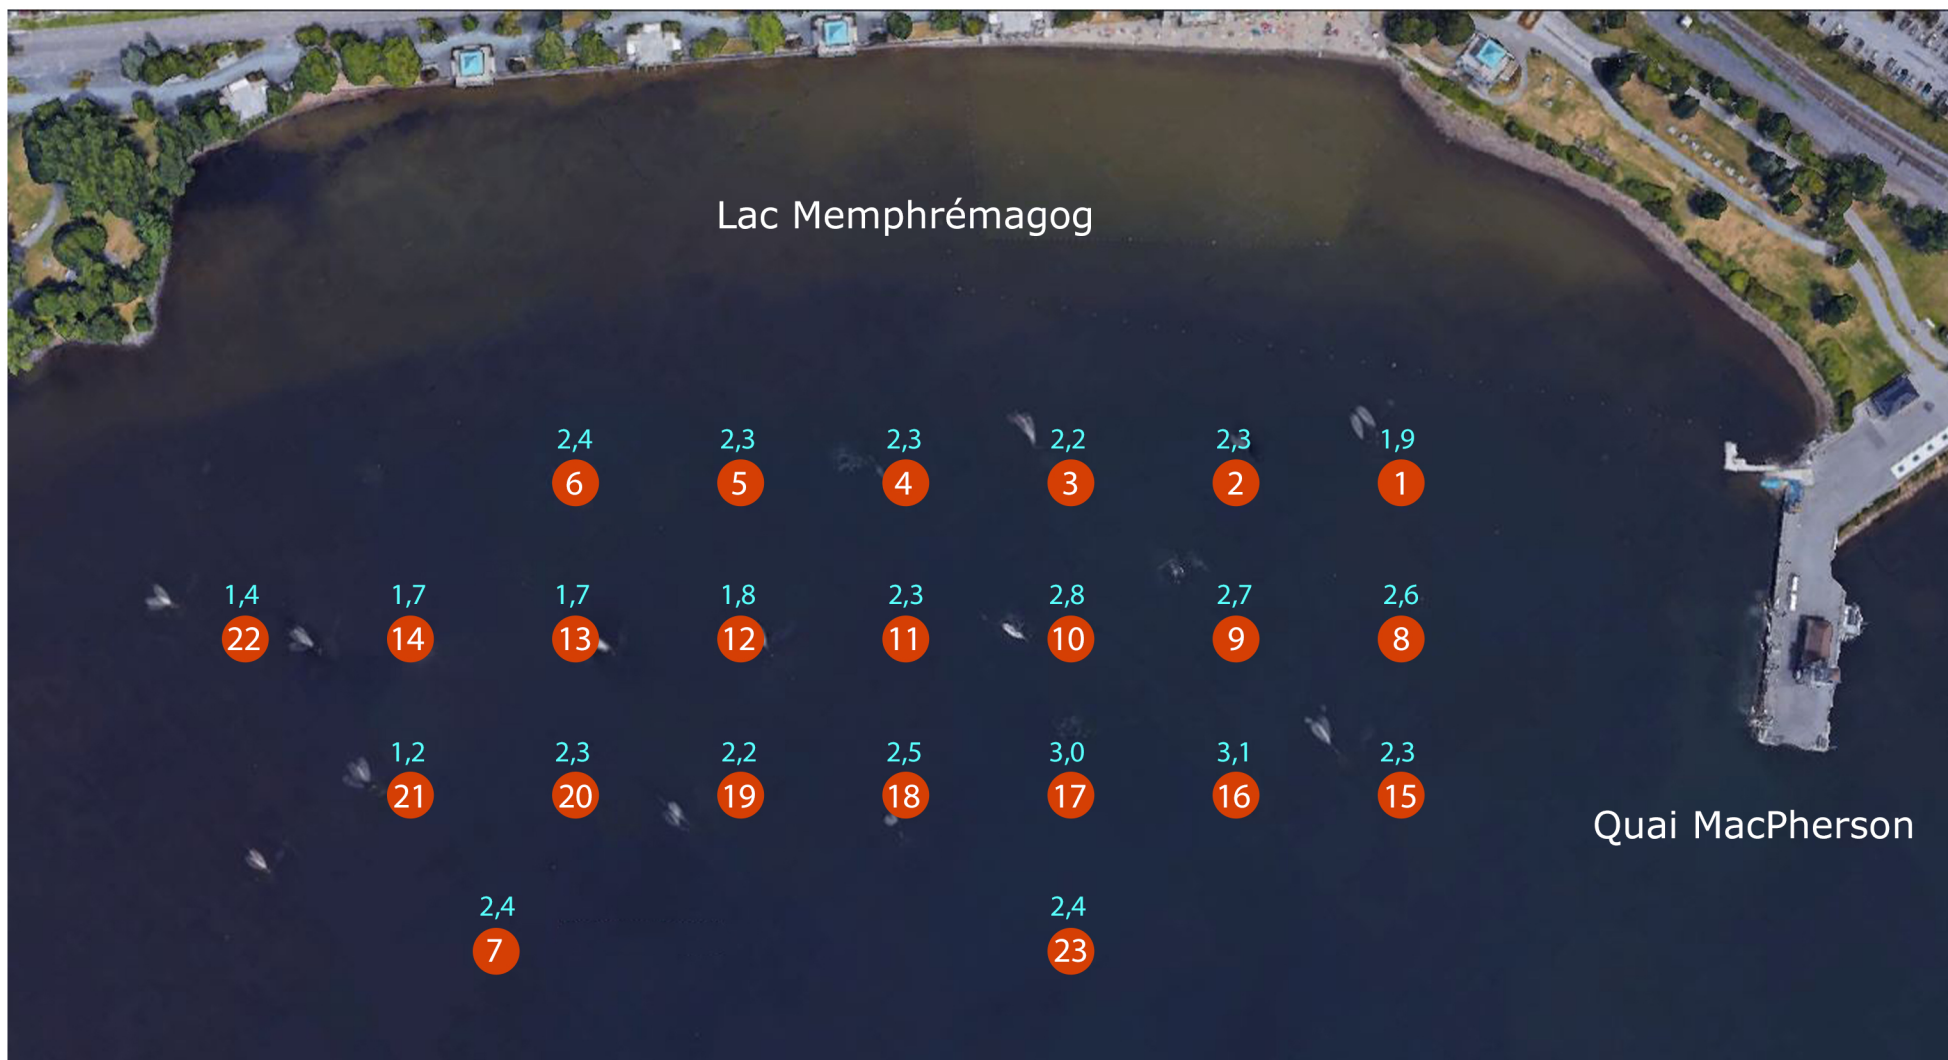 Lac Memphrémagog
2,4 2,3 2,3 2,2 2,3 1,9
6 5 4 3 2 1
1,4 1,7 1,7 1,8 2,3 2,8 2,7 2,6
22 14 13 12 11 10 9 8
1,2 2,3 2,2 2,5 3,0 3,1 2,3
21 20 19 18 17 16 15
Quai MacPherson
2,4 2,4
7 23